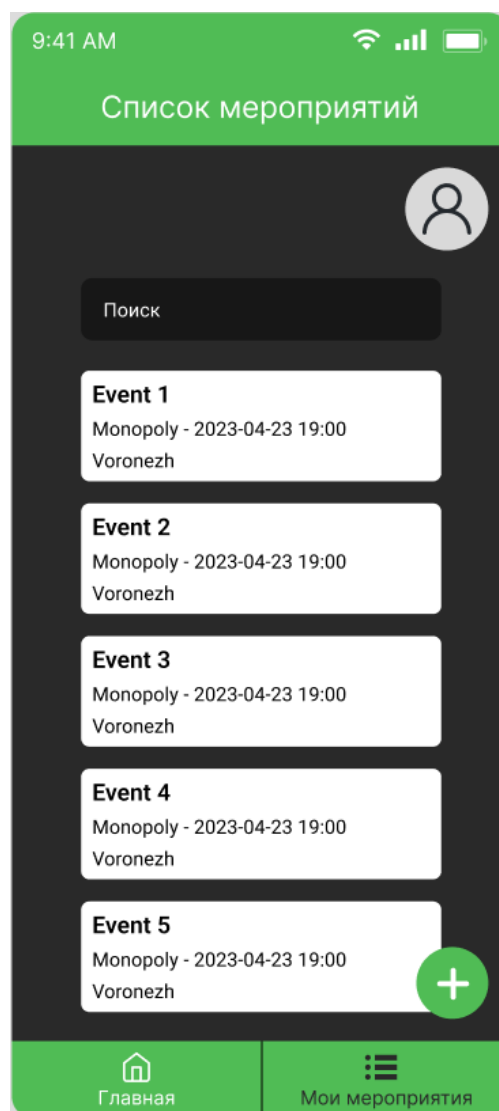 9:41 AM
Список мероприятий
Поиск
Event 1
Monopoly - 2023-04-23 19:00
Voronezh
Event 2
Monopoly - 2023-04-23 19:00
Voronezh
Event 3
Monopoly - 2023-04-23 19:00
Voronezh
Event 4
Monopoly - 2023-04-23 19:00
Voronezh
Event 5
Monopoly - 2023-04-23 19:00
Voronezh
Главная
Мои мероприятия